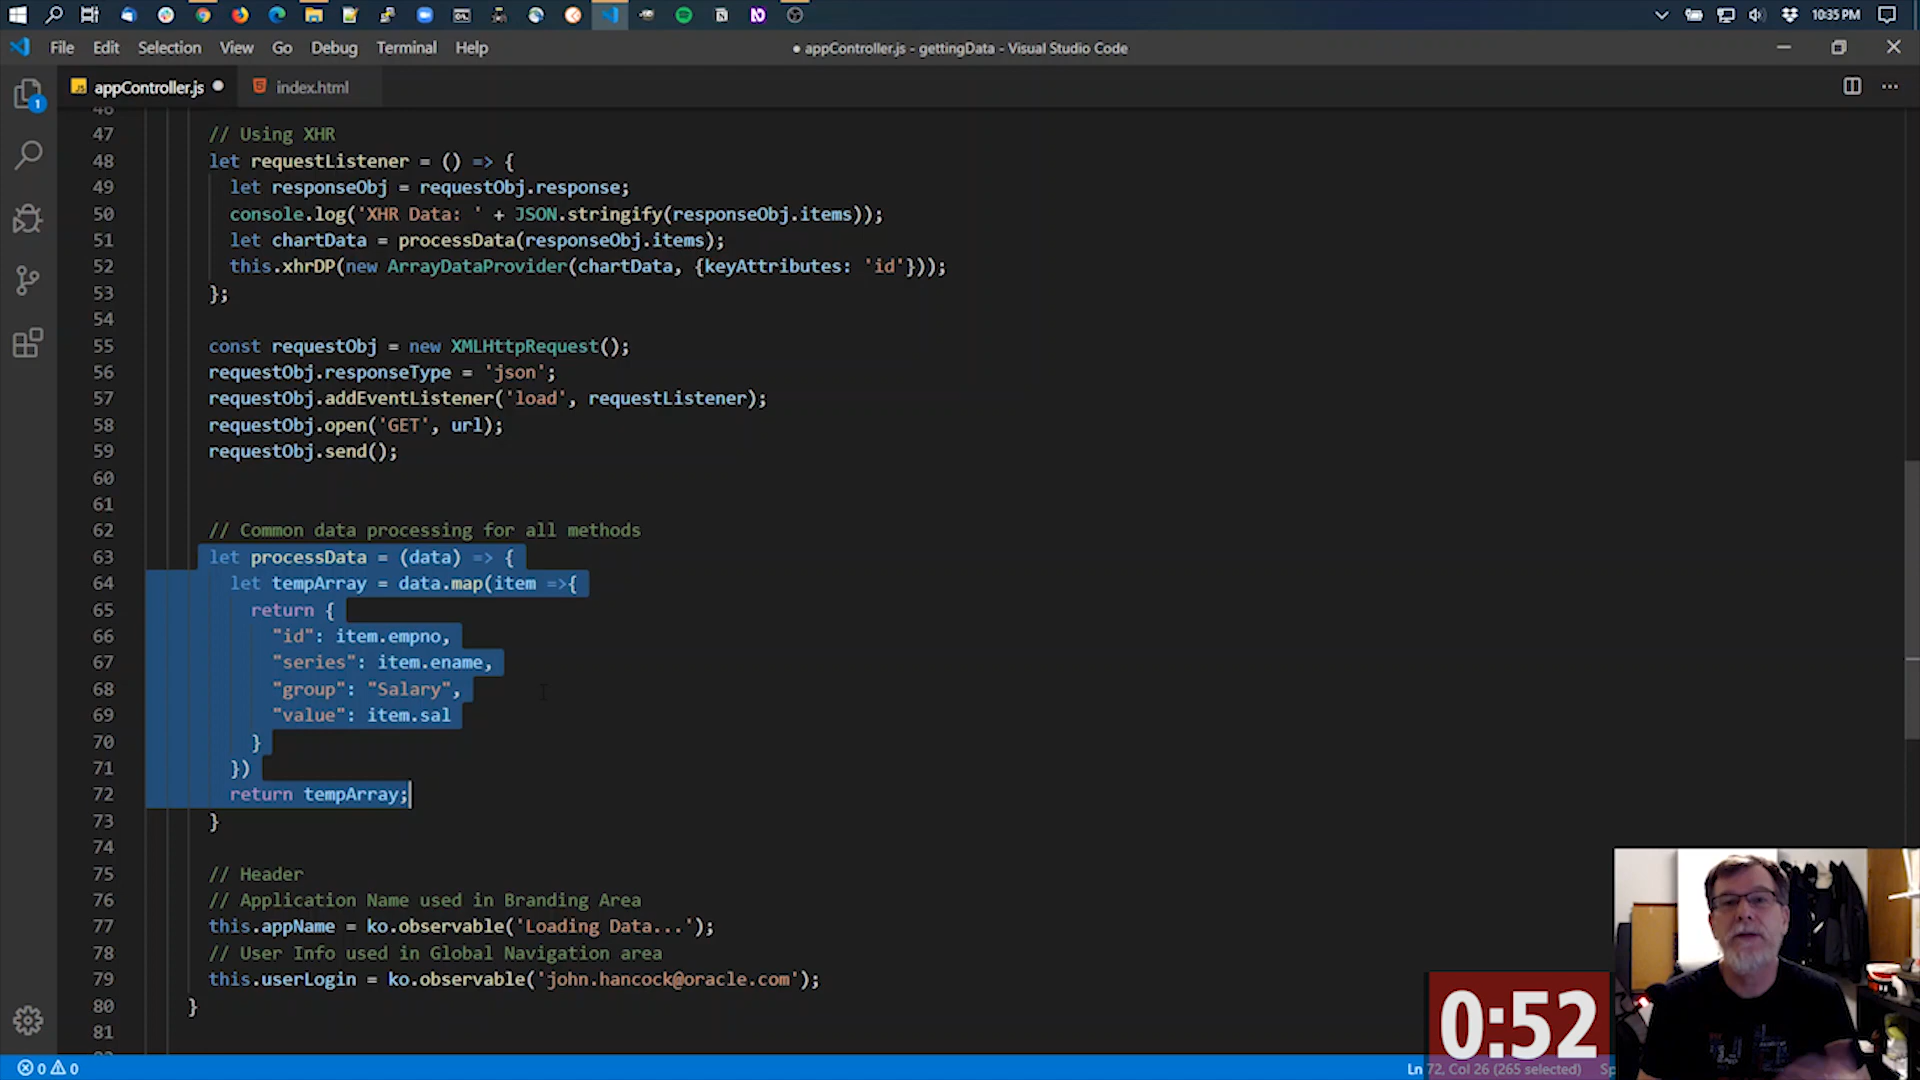 10:35 PM
File Edit Selection View Go Debug Terminal Help
● appController.js - gettingData - Visual Studio Code
JS appController.js ●
index.html
1
46
47 // Using XHR
48 let requestListener = () => {
49 let responseObj = requestObj.response;
50 console.log('XHR Data: ' + JSON.stringify(responseObj.items));
51 let chartData = processData(responseObj.items);
52 this.xhrDP(new ArrayDataProvider(chartData, {keyAttributes: 'id'}));
53 };
54
55 const requestObj = new XMLHttpRequest();
56 requestObj.responseType = 'json';
57 requestObj.addEventListener('load', requestListener);
58 requestObj.open('GET', url);
59 requestObj.send();
60
61
62 // Common data processing for all methods
63 let processData = (data) => {
64 let tempArray = data.map(item =>{
65 return {
66 "id": item.empno,
67 "series": item.ename,
68 "group": "Salary",
69 "value": item.sal
70 }
71 })
72 return tempArray;
73 }
74
75 // Header
76 // Application Name used in Branding Area
77 this.appName = ko.observable('Loading Data...');
78 // User Info used in Global Navigation area
79 this.userLogin = ko.observable('john.hancock@oracle.com');
80 }
81
0:52
0 0
Ln 72, Col 26 (265 selected)